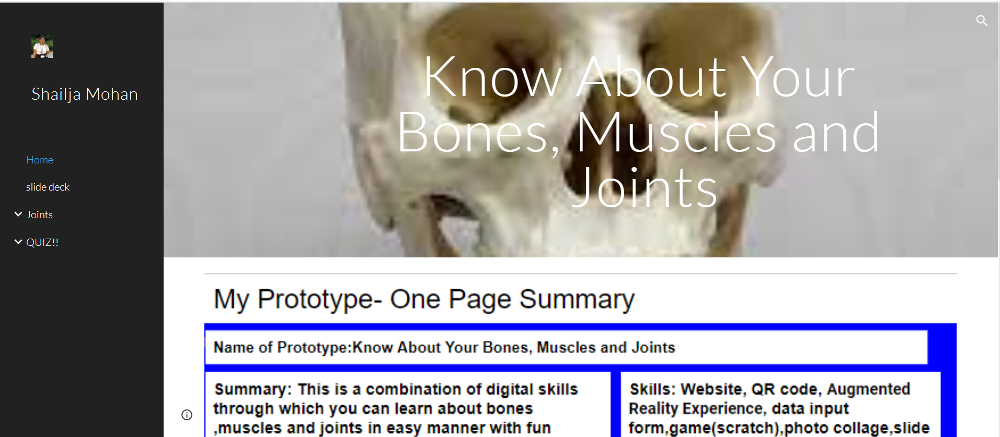 Shailja Mohan
Home
slide deck
Joints
QUIZ!!
Know About Your
Bones, Muscles and
Joints
My Prototype- One Page Summary
Name of Prototype:Know About Your Bones, Muscles and Joints
Summary: This is a combination of digital skills
through which you can learn about bones
,muscles and joints in easy manner with fun
Skills: Website, QR code, Augmented
Reality Experience, data input
form,game(scratch),photo collage,slide